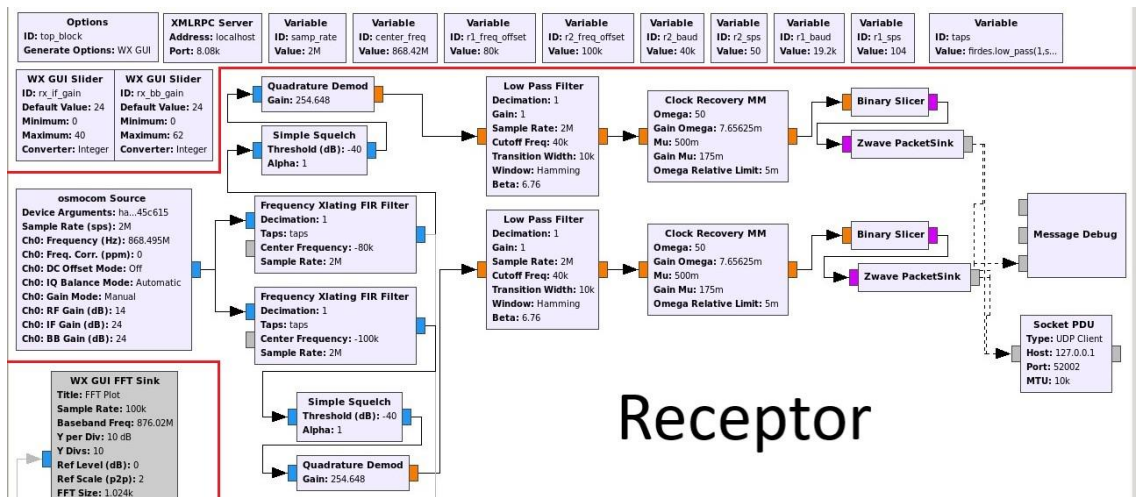 Options
ID: top_block
Generate Options: WX GUI
XMLRPC Server
Address: localhost
Port: 8.08k
Variable
ID: samp_rate
Value: 2M
Variable
ID: center_freq
Value: 868.42M
Variable
ID: r1_freq_offset
Value: 80k
Variable
ID: r2_freq_offset
Value: 100k
Variable
ID: r2_baud
Value: 40k
Variable
ID: r2_sps
Value: 50
Variable
ID: r1_baud
Value: 19.2k
Variable
ID: r1_sps
Value: 104
Variable
ID: taps
Value: firdes.low_pass(1,s...
WX GUI Slider
ID: rx_if_gain
Default Value: 24
Minimum: 0
Maximum: 40
Converter: Integer
WX GUI Slider
ID: rx_bb_gain
Default Value: 24
Minimum: 0
Maximum: 62
Converter: Integer
Quadrature Demod
Gain: 254.648
Simple Squelch
Threshold (dB): -40
Alpha: 1
Low Pass Filter
Decimation: 1
Gain: 1
Sample Rate: 2M
Cutoff Freq: 40k
Transition Width: 10k
Window: Hamming
Beta: 6.76
Clock Recovery MM
Omega: 50
Gain Omega: 7.65625m
Mu: 500m
Gain Mu: 175m
Omega Relative Limit: 5m
Binary Slicer
Zwave PacketSink
osmocom Source
Device Arguments: ha...45c615
Sample Rate (sps): 2M
Ch0: Frequency (Hz): 868.495M
Ch0: Freq. Corr. (ppm): 0
Ch0: DC Offset Mode: Off
Ch0: IQ Balance Mode: Automatic
Ch0: Gain Mode: Manual
Ch0: RF Gain (dB): 14
Ch0: IF Gain (dB): 24
Ch0: BB Gain (dB): 24
Frequency Xlating FIR Filter
Decimation: 1
Taps: taps
Center Frequency: -80k
Sample Rate: 2M
Frequency Xlating FIR Filter
Decimation: 1
Taps: taps
Center Frequency: -100k
Sample Rate: 2M
Low Pass Filter
Decimation: 1
Gain: 1
Sample Rate: 2M
Cutoff Freq: 40k
Transition Width: 10k
Window: Hamming
Beta: 6.76
Clock Recovery MM
Omega: 50
Gain Omega: 7.65625m
Mu: 500m
Gain Mu: 175m
Omega Relative Limit: 5m
Binary Slicer
Zwave PacketSink
Message Debug
Socket PDU
Type: UDP Client
Host: 127.0.0.1
Port: 52002
MTU: 10k
WX GUI FFT Sink
Title: FFT Plot
Sample Rate: 100k
Baseband Freq: 876.02M
Y per Div: 10 dB
Y Divs: 10
Ref Level (dB): 0
Ref Scale (p2p): 2
FFT Size: 1.024k
Simple Squelch
Threshold (dB): -40
Alpha: 1
Quadrature Demod
Gain: 254.648
Receptor